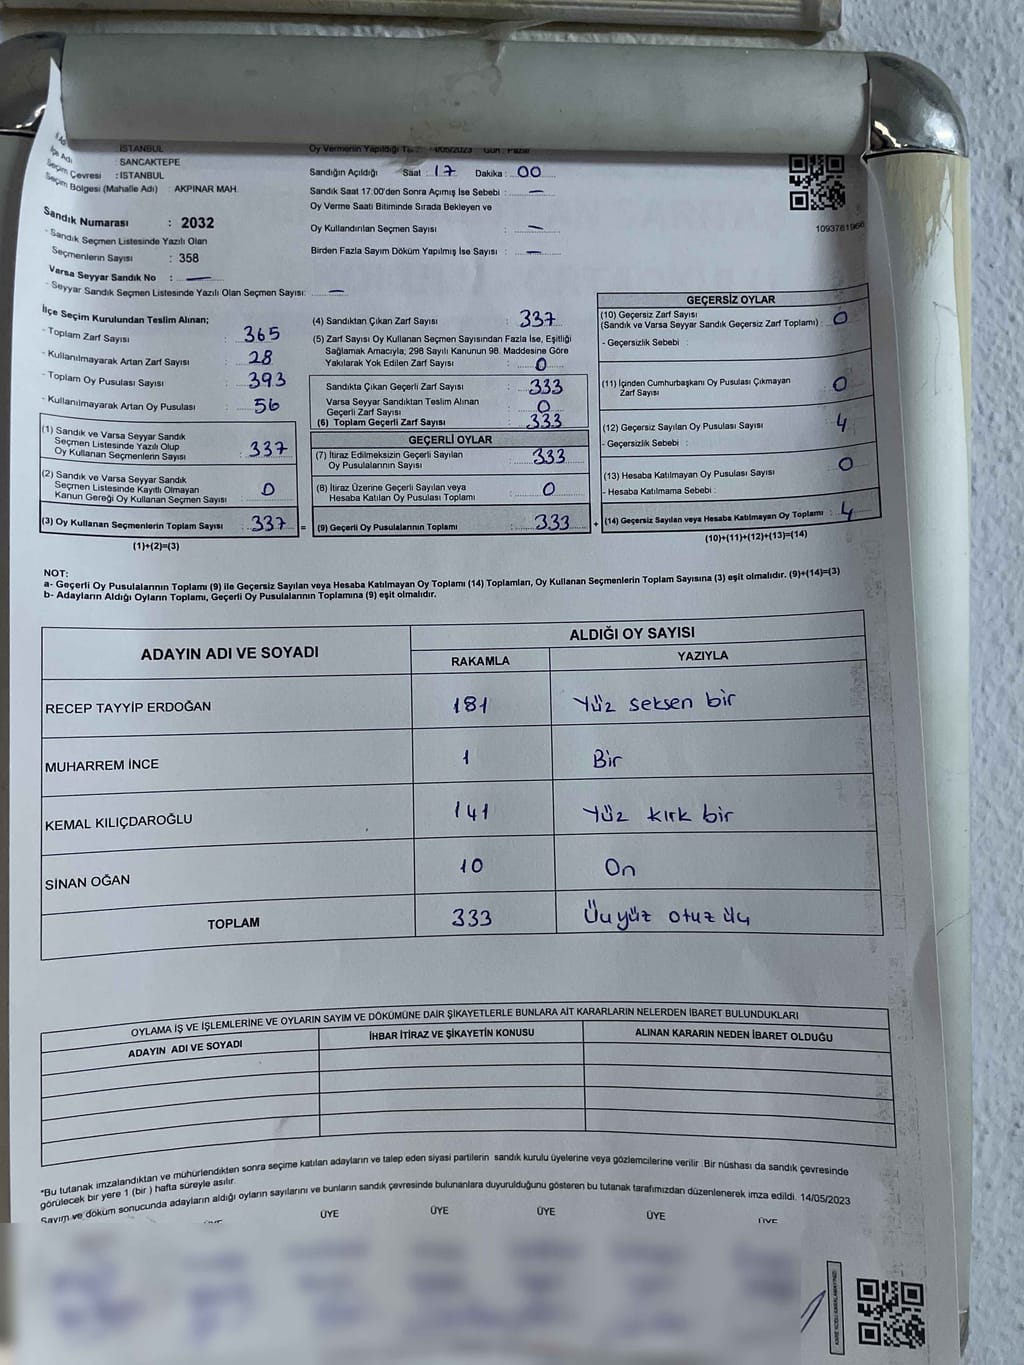 İSTANBUL
İlçe Adı : SANCAKTEPE
Seçim Çevresi : İSTANBUL
Seçim Bölgesi (Mahalle Adı) : AKPINAR MAH.
Sandık Numarası : 2032
- Sandık Seçmen Listesinde Yazılı Olan
Seçmenlerin Sayısı : 358
Varsa Seyyar Sandık No : —
- Seyyar Sandık Seçmen Listesinde Yazılı Olan Seçmen Sayısı: —
Oy Vermenin Yapıldığı 14/05/2023 Gün : Pazar
Sandığın Açıldığı Saat : 17 Dakika : 00
Sandık Saat 17:00'den Sonra Açımış İse Sebebi : —
Oy Verme Saati Bitiminde Sırada Bekleyen ve
Oy Kullandırılan Seçmen Sayısı : —
Birden Fazla Sayım Döküm Yapılmış İse Sayısı : —
1093781966
İlçe Seçim Kurulundan Teslim Alınan;
- Toplam Zarf Sayısı : 365
- Kullanılmayarak Artan Zarf Sayısı : 28
- Toplam Oy Pusulası Sayısı : 393
- Kullanılmayarak Artan Oy Pusulası : 56
(1) Sandık ve Varsa Seyyar Sandık
Seçmen Listesinde Yazılı Olup
Oy Kullanan Seçmenlerin Sayısı : 337
(2) Sandık ve Varsa Seyyar Sandık
Seçmen Listesinde Kayıtlı Olmayan
Kanun Gereği Oy Kullanan Seçmen Sayısı : 0
(3) Oy Kullanan Seçmenlerin Toplam Sayısı : 337 =
(1)+(2)=(3)
(4) Sandıktan Çıkan Zarf Sayısı : 337
(5) Zarf Sayısı Oy Kullanan Seçmen Sayısından Fazla İse, Eşitliği
Sağlamak Amacıyla; 298 Sayılı Kanunun 98. Maddesine Göre
Yakılarak Yok Edilen Zarf Sayısı : 0
Sandıkta Çıkan Geçerli Zarf Sayısı : 333
Varsa Seyyar Sandıktan Teslim Alınan
Geçerli Zarf Sayısı : 0
(6) Toplam Geçerli Zarf Sayısı : 333
GEÇERLİ OYLAR
(7) İtiraz Edilmeksizin Geçerli Sayılan
Oy Pusulalarının Sayısı : 333
(8) İtiraz Üzerine Geçerli Sayılan veya
Hesaba Katılan Oy Pusulası Toplamı : 0
(9) Geçerli Oy Pusulalarının Toplamı : 333 +
GEÇERSİZ OYLAR
(10) Geçersiz Zarf Sayısı
(Sandık ve Varsa Seyyar Sandık Geçersiz Zarf Toplamı) : 0
- Geçersizlik Sebebi :
(11) İçinden Cumhurbaşkanı Oy Pusulası Çıkmayan
Zarf Sayısı : 0
(12) Geçersiz Sayılan Oy Pusulası Sayısı : 4
- Geçersizlik Sebebi :
(13) Hesaba Katılmayan Oy Pusulası Sayısı : 0
- Hesaba Katılmama Sebebi :
(14) Geçersiz Sayılan veya Hesaba Katılmayan Oy Toplamı : 4
(10)+(11)+(12)+(13)=(14)
NOT:
a- Geçerli Oy Pusulalarının Toplamı (9) ile Geçersiz Sayılan veya Hesaba Katılmayan Oy Toplamı (14) Toplamları, Oy Kullanan Seçmenlerin Toplam Sayısına (3) eşit olmalıdır. (9)+(14)=(3)
b- Adayların Aldığı Oyların Toplamı, Geçerli Oy Pusulalarının Toplamına (9) eşit olmalıdır.
ADAYIN ADI VE SOYADI
ALDIĞI OY SAYISI
RAKAMLA YAZIYLA
RECEP TAYYİP ERDOĞAN 181 Yüz seksen bir
MUHARREM İNCE 1 Bir
KEMAL KILIÇDAROĞLU 141 Yüz kırk bir
SİNAN OĞAN 10 On
TOPLAM 333 Üçyüz otuz üç
OYLAMA İŞ VE İŞLEMLERİNE VE OYLARIN SAYIM VE DÖKÜMÜNE DAİR ŞİKAYETLERLE BUNLARA AİT KARARLARIN NELERDEN İBARET BULUNDUKLARI
ADAYIN ADI VE SOYADI İHBAR İTİRAZ VE ŞİKAYETİN KONUSU ALINAN KARARIN NEDEN İBARET OLDUĞU
*Bu tutanak imzalandıktan ve mühürlendikten sonra seçime katılan adayların ve talep eden siyasi partilerin sandık kurulu üyelerine veya gözlemcilerine verilir. Bir nüshası da sandık çevresinde
görülecek bir yere 1 (bir) hafta süreyle asılır.
Sayım ve döküm sonucunda adayların aldığı oyların sayılarını ve bunların sandık çevresinde bulunanlara duyurulduğunu gösteren bu tutanak tarafımızdan düzenlenerek imza edildi. 14/05/2023
ÜYE ÜYE ÜYE ÜYE ÜYE